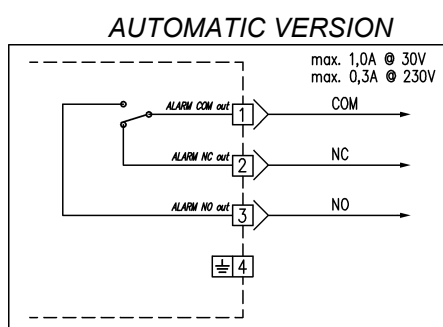 AUTOMATIC VERSION
max. 1,0A @ 30V
max. 0,3A @ 230V
ALARM COM out 1 COM
ALARM NC out 2 NC
ALARM NO out 3 NO
4